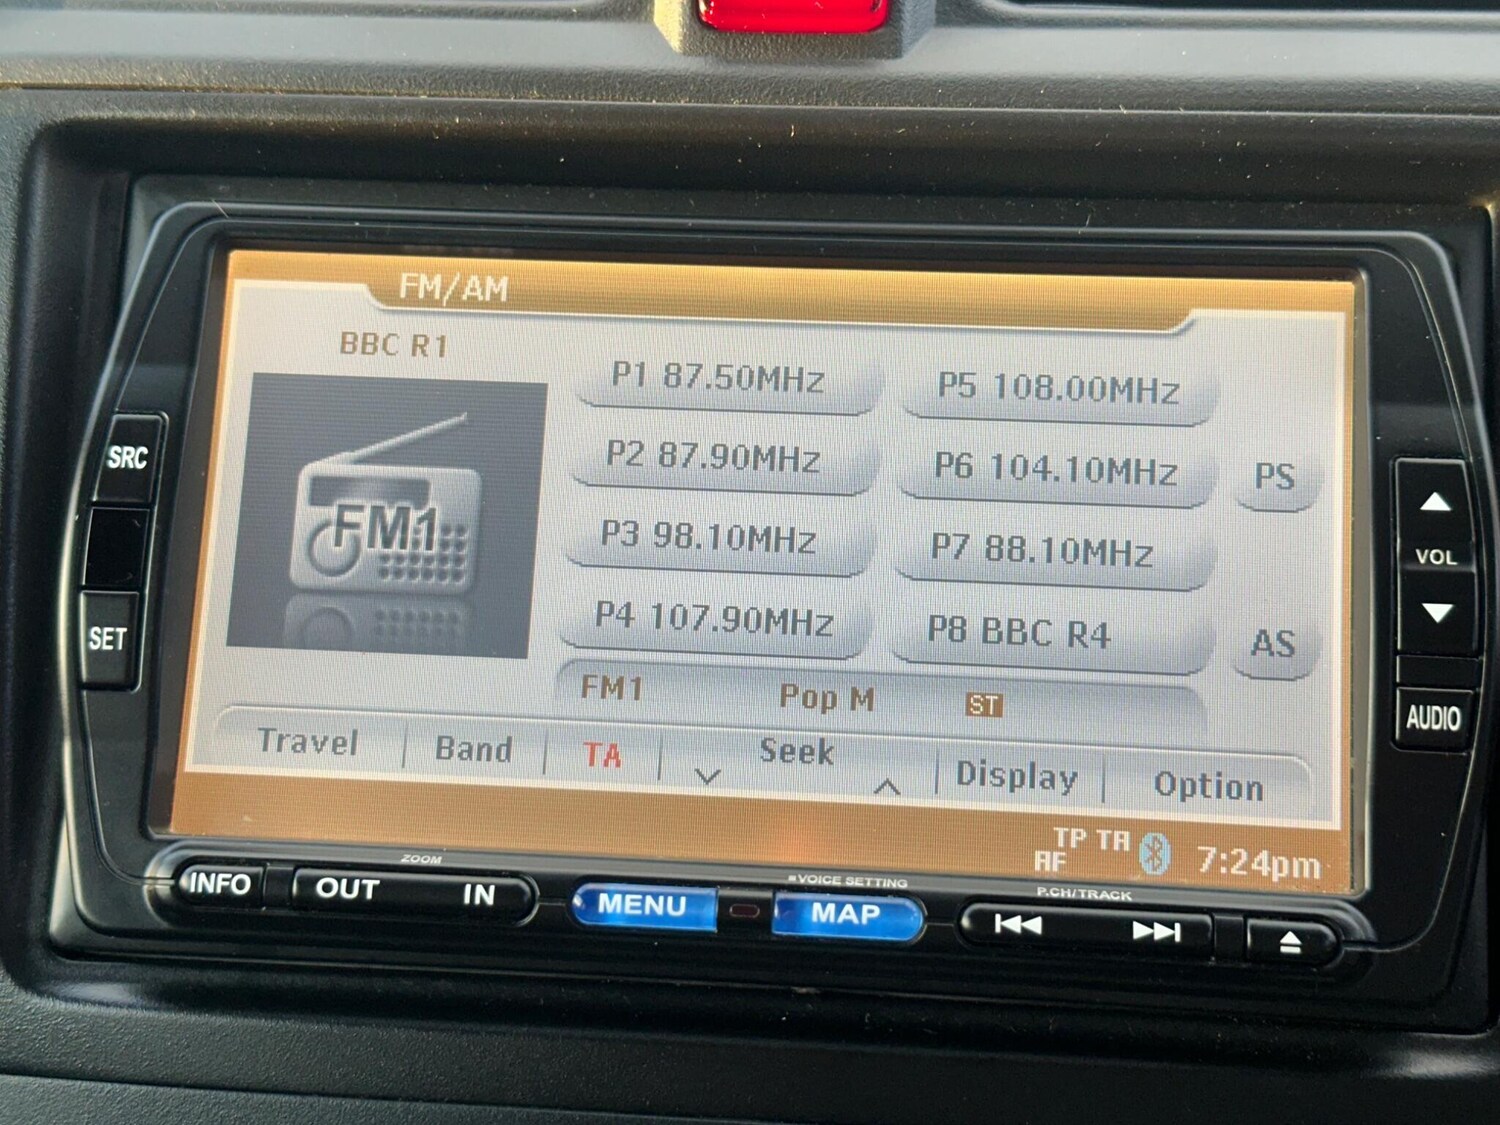 FM/AM
BBC R1
P1 87.50MHz
P5 108.00MHz
P2 87.90MHz
P6 104.10MHz
PS
P3 98.10MHz
P7 88.10MHz
P4 107.90MHz
P8 BBC R4
AS
FM1
FM1
Pop M
ST
Travel
Band
TA
Seek
Display
Option
TP TA
AF
7:24pm
SRC
SET
VOL
AUDIO
INFO
ZOOM
OUT
IN
MENU
VOICE SETTING
MAP
P.CH/TRACK